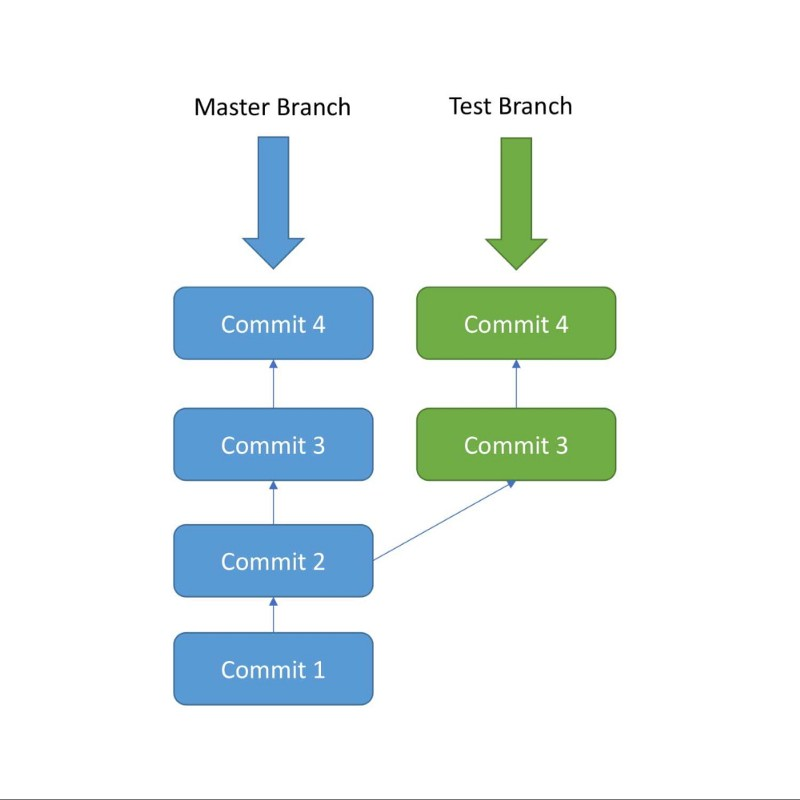 Master Branch
Test Branch
Commit 4
Commit 4
Commit 3
Commit 3
Commit 2
Commit 1